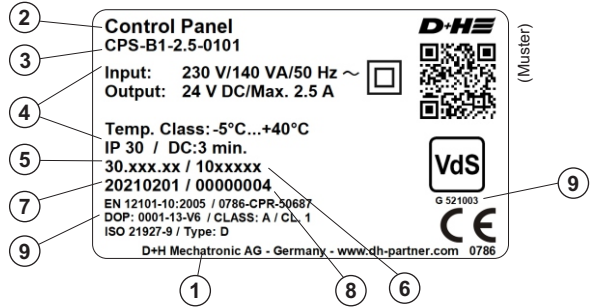 2
Control Panel
D+H
3
CPS-B1-2.5-0101
(Muster)
Input: 230 V/140 VA/50 Hz ~
Output: 24 V DC/Max. 2.5 A
4
Temp. Class: -5°C...+40°C
IP 30 / DC:3 min.
5
30.xxx.xx / 10xxxxx
VdS
7
20210201 / 00000004
G 521003
9
EN 12101-10:2005 / 0786-CPR-50687
9
DOP: 0001-13-V6 / CLASS: A / CL. 1
CE
ISO 21927-9 / Type: D
D+H Mechatronic AG - Germany - www.dh-partner.com 0786
1
8
6